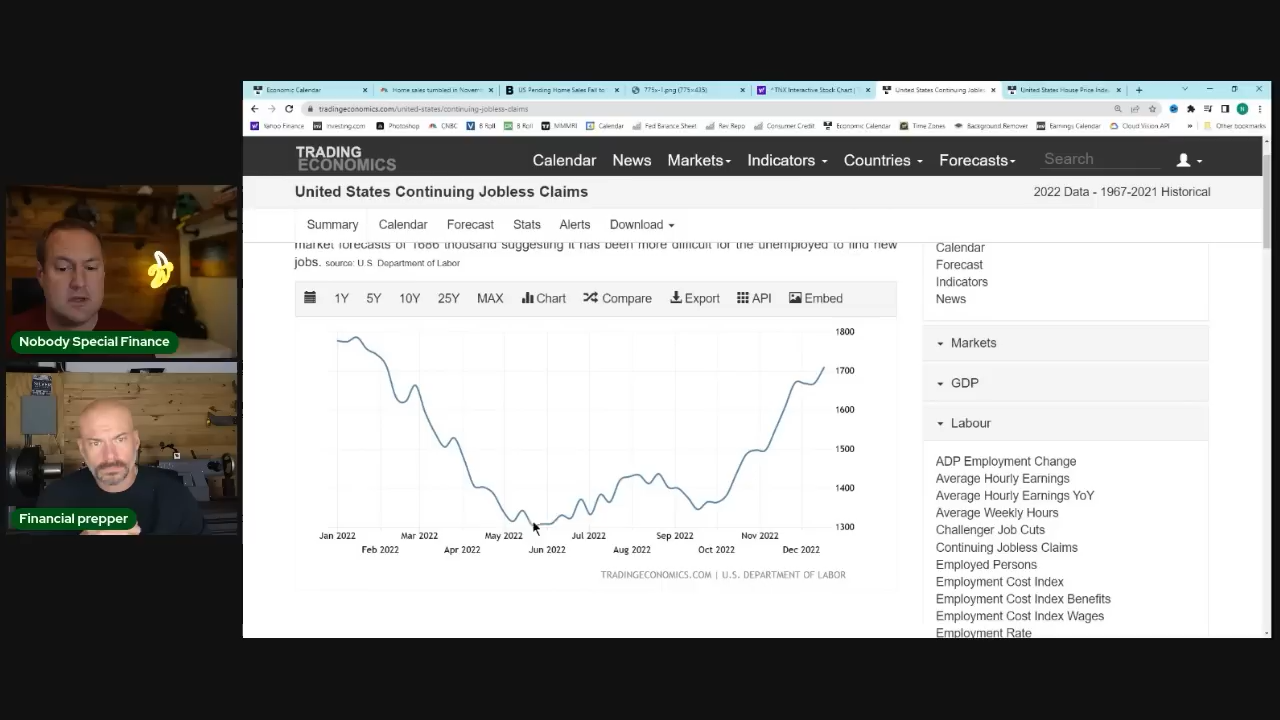 Economic Calendar
Home sales tumbled in Novem
US Pending Home Sales Fall to
775x-1.png (775×435)
^TNX Interactive Stock Chart | 
United States Continuing Jobles
United States House Price Inde
tradingeconomics.com/united-states/continuing-jobless-claims
Yahoo Finance
Investing.com
Photoshop
CNBC
B Roll
B Roll
MMMRI
Calendar
Fed Balance Sheet
Rev Repo
Consumer Credit
Economic Calendar
Time Zones
Background Remover
Earnings Calendar
Cloud Vision API
Other bookmarks
TRADING
ECONOMICS
Calendar News Markets Indicators Countries Forecasts Search
United States Continuing Jobless Claims
2022 Data - 1967-2021 Historical
Summary Calendar Forecast Stats Alerts Download
market forecasts of 1686 thousand suggesting it has been more difficult for the unemployed to find new
jobs. source: U.S. Department of Labor
1Y 5Y 10Y 25Y MAX Chart Compare Export API Embed
1800
1700
1600
1500
1400
1300
Jan 2022 Mar 2022 May 2022 Jul 2022 Sep 2022 Nov 2022
Feb 2022 Apr 2022 Jun 2022 Aug 2022 Oct 2022 Dec 2022
TRADINGECONOMICS.COM | U.S. DEPARTMENT OF LABOR
Calendar
Forecast
Indicators
News
Markets
GDP
Labour
ADP Employment Change
Average Hourly Earnings
Average Hourly Earnings YoY
Average Weekly Hours
Challenger Job Cuts
Continuing Jobless Claims
Employed Persons
Employment Cost Index
Employment Cost Index Benefits
Employment Cost Index Wages
Employment Rate
Nobody Special Finance
Financial prepper